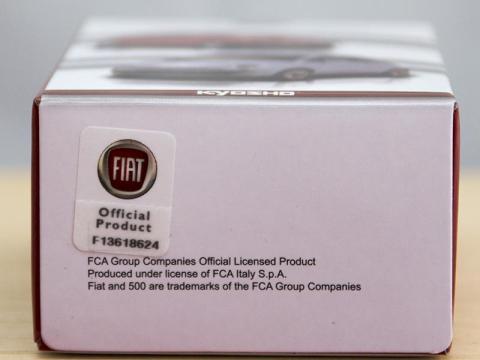 KYOSHO
FIAT
Official
Product
F13618624
FCA Group Companies Official Licensed Product
Produced under license of FCA Italy S.p.A.
Fiat and 500 are trademarks of the FCA Group Companies